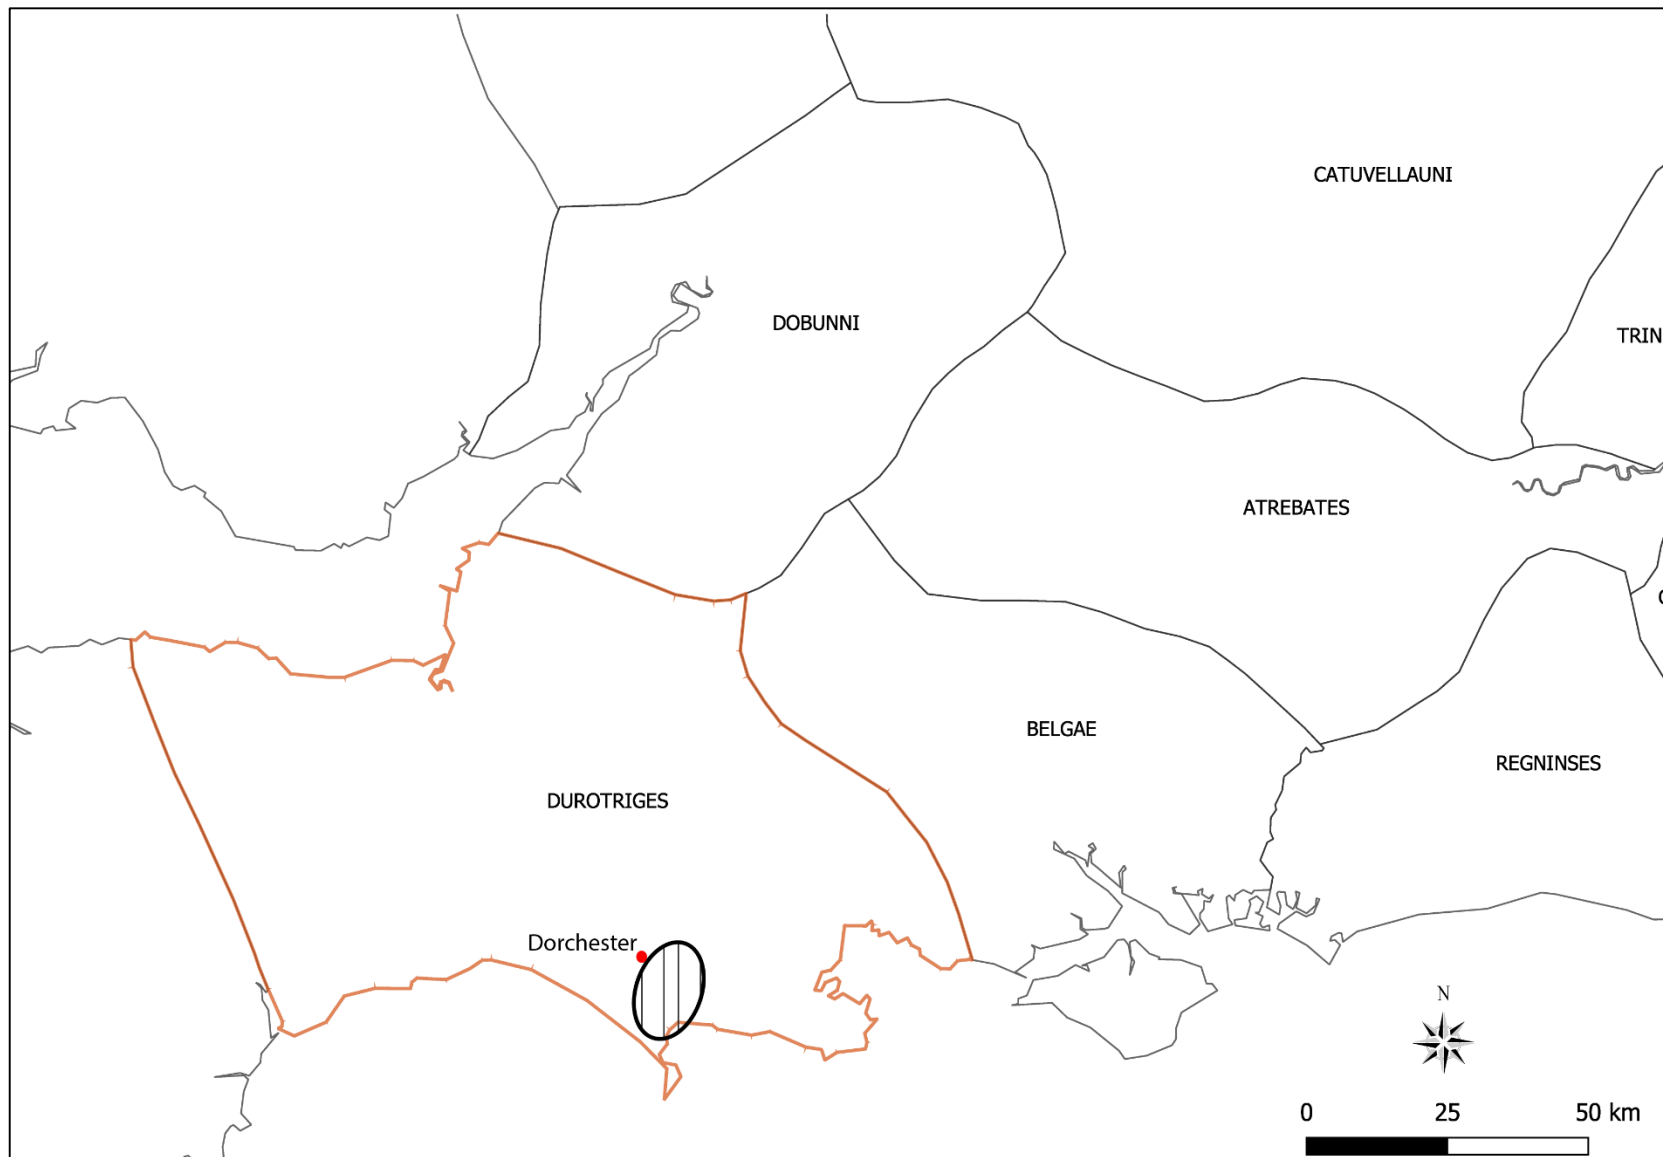 CATUVELLAUNI
DOBUNNI
TRIN
ATREBATES
BELGAE
REGNINSES
DUROTRIGES
Dorchester
N
0 25 50 km